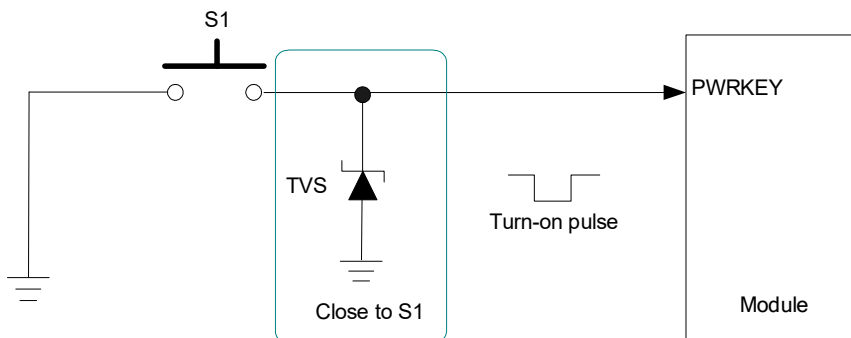 S1
PWRKEY
TVS
Turn-on pulse
Close to S1
Module